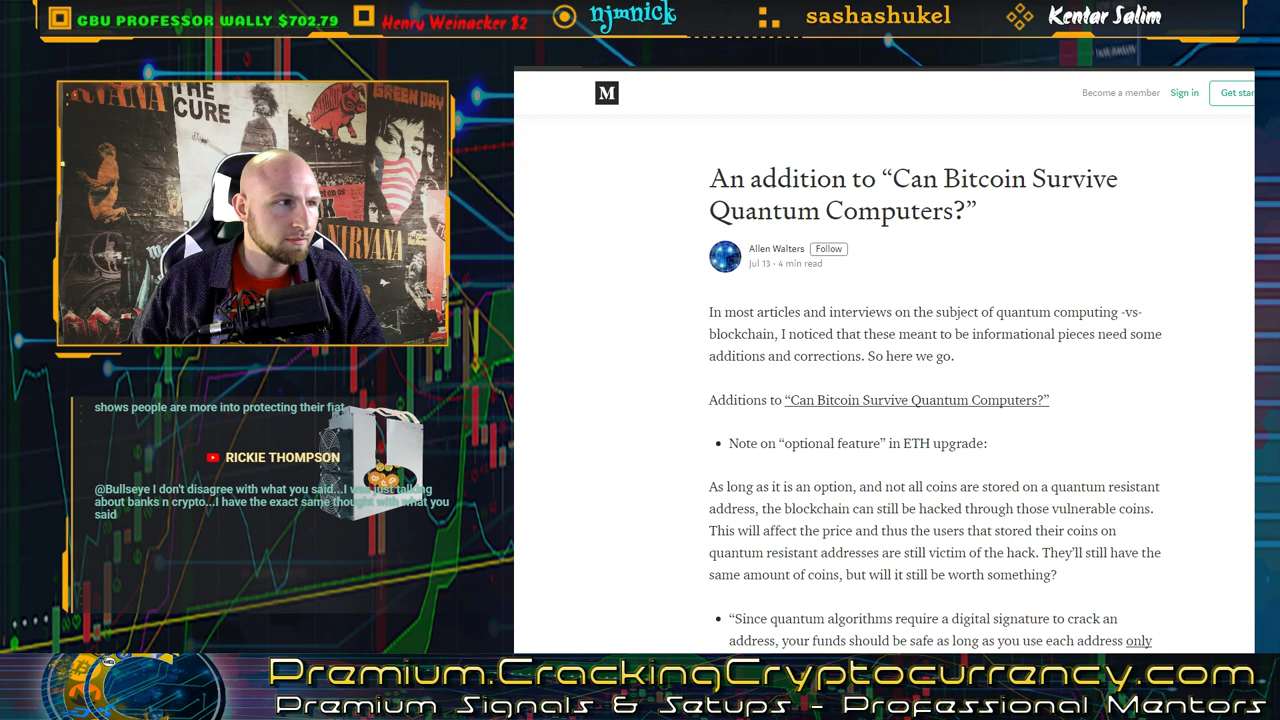 GBU PROFESSOR WALLY $702.79
Henry Weinacker $2
njmnick
sashashukel
Kentar Salim
NIRVANA
THE CURE
GREEN DAY
NIRVANA
M
Become a member
Sign in
Get star
An addition to “Can Bitcoin Survive
Quantum Computers?”
Allen Walters
Follow
Jul 13 · 4 min read
In most articles and interviews on the subject of quantum computing -vs-
blockchain, I noticed that these meant to be informational pieces need some
additions and corrections. So here we go.
Additions to “Can Bitcoin Survive Quantum Computers?”
• Note on “optional feature” in ETH upgrade:
As long as it is an option, and not all coins are stored on a quantum resistant
address, the blockchain can still be hacked through those vulnerable coins.
This will affect the price and thus the users that stored their coins on
quantum resistant addresses are still victim of the hack. They’ll still have the
same amount of coins, but will it still be worth something?
• “Since quantum algorithms require a digital signature to crack an
address, your funds should be safe as long as you use each address only
shows people are more into protecting their fiat
RICKIE THOMPSON
@Bullseye I don't disagree with what you said...I was just talking
about banks n crypto...I have the exact same thought with what you
said
Premium.CrackingCryptocurrency.com
Premium Signals & Setups - Professional Mentors